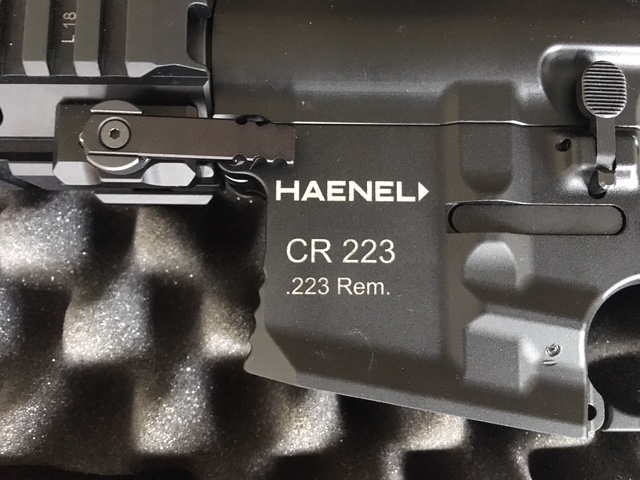 L 18
HAENEL
CR 223
.223 Rem.